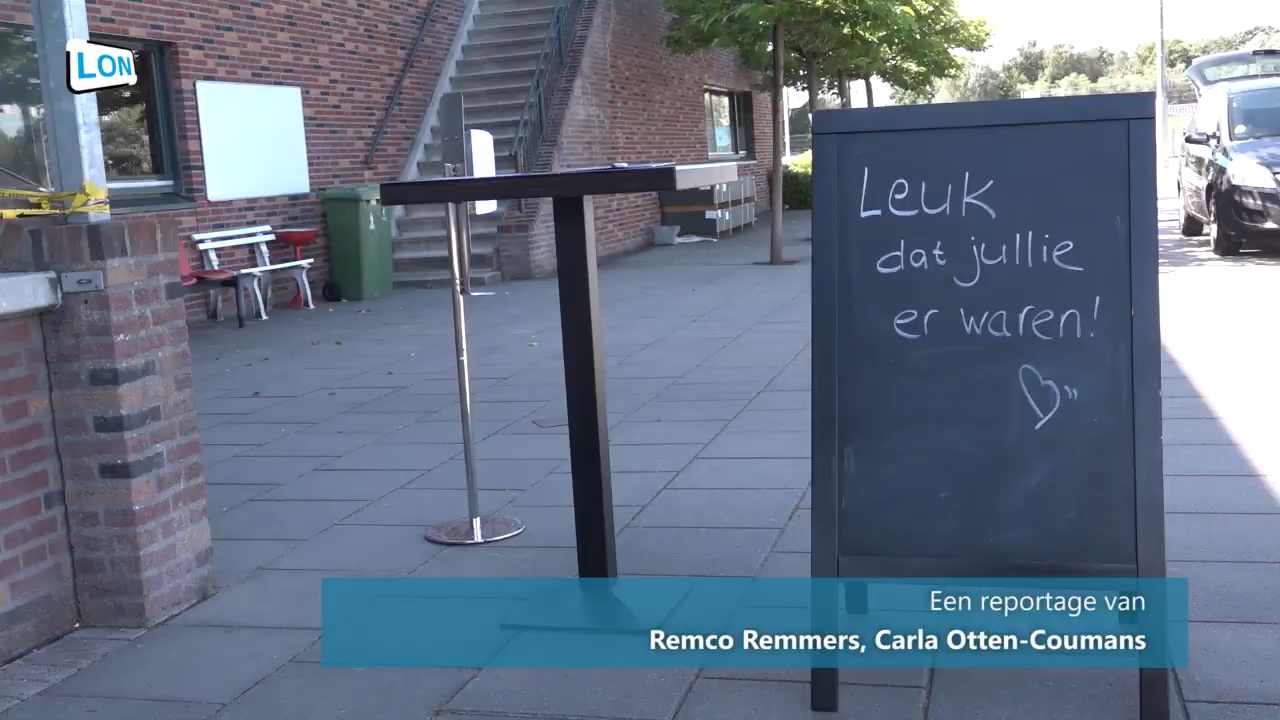 LON
Leuk
dat jullie
er waren!
Een reportage van
Remco Remmers, Carla Otten-Coumans